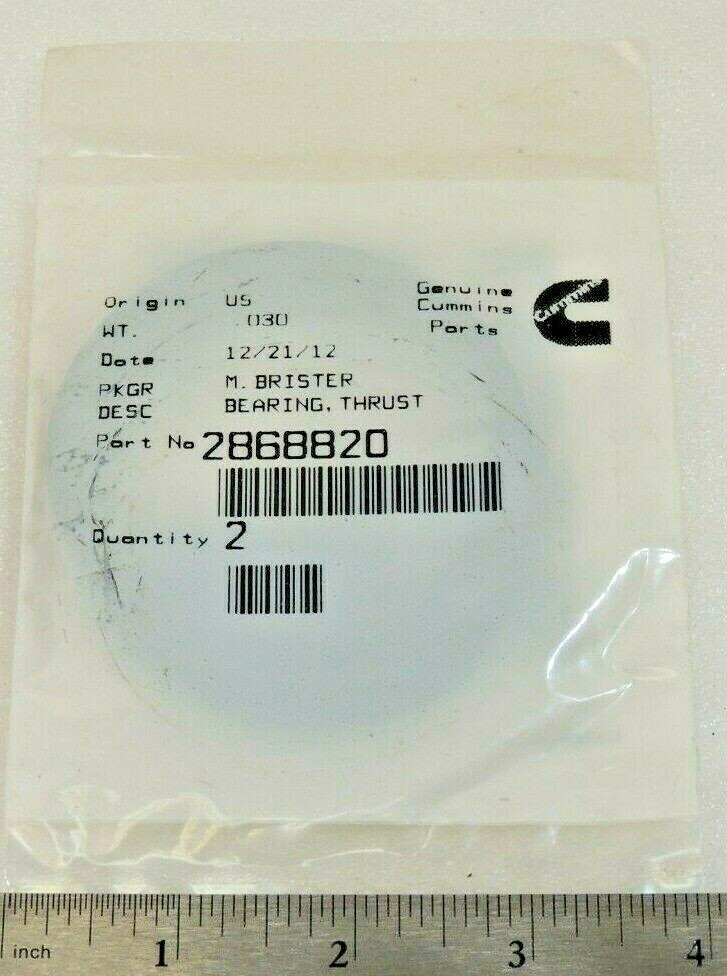 Origin US
Genuine
Cummins
Parts
Cummins
WT. .030
Date 12/21/12
PKGR M. BRISTER
DESC BEARING, THRUST
Part No 2868820
Quantity 2
inch 1 2 3 4